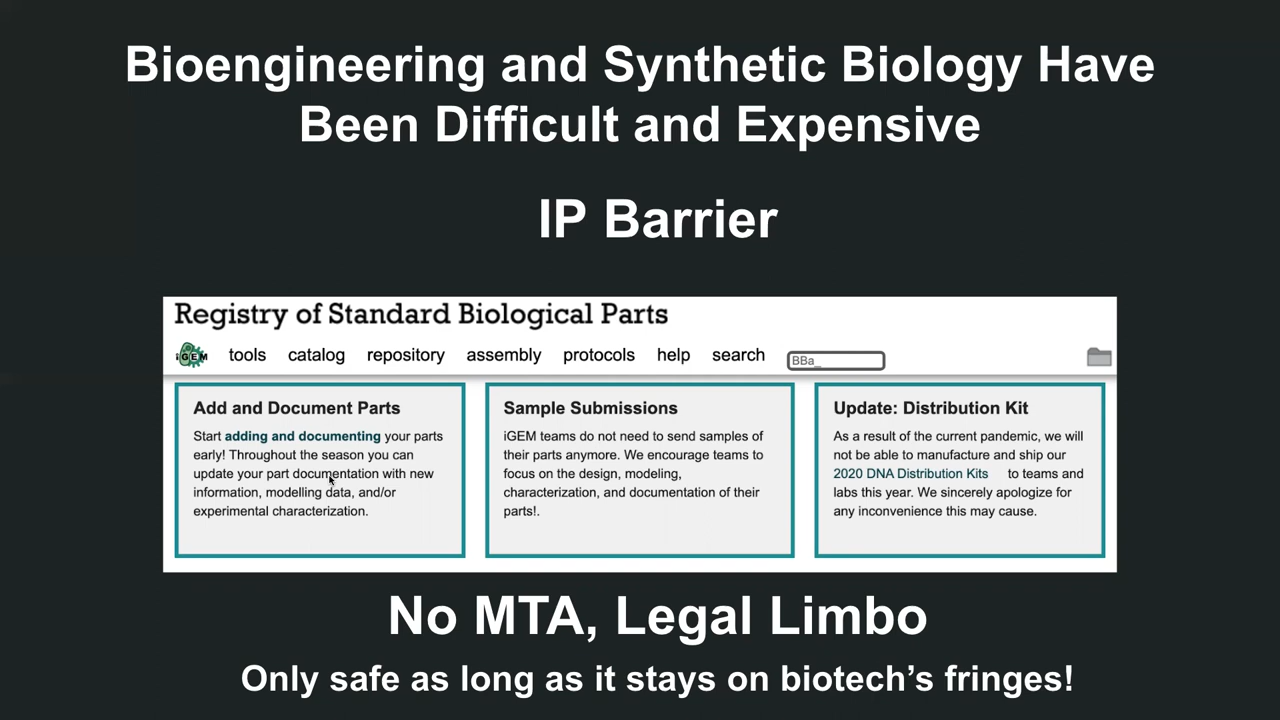 Bioengineering and Synthetic Biology Have
Been Difficult and Expensive
IP Barrier
Registry of Standard Biological Parts
iGEM tools catalog repository assembly protocols help search BBa_
Add and Document Parts
Start adding and documenting your parts
early! Throughout the season you can
update your part documentation with new
information, modelling data, and/or
experimental characterization.
Sample Submissions
iGEM teams do not need to send samples of
their parts anymore. We encourage teams to
focus on the design, modeling,
characterization, and documentation of their
parts!.
Update: Distribution Kit
As a result of the current pandemic, we will
not be able to manufacture and ship our
2020 DNA Distribution Kits to teams and
labs this year. We sincerely apologize for
any inconvenience this may cause.
No MTA, Legal Limbo
Only safe as long as it stays on biotech’s fringes!